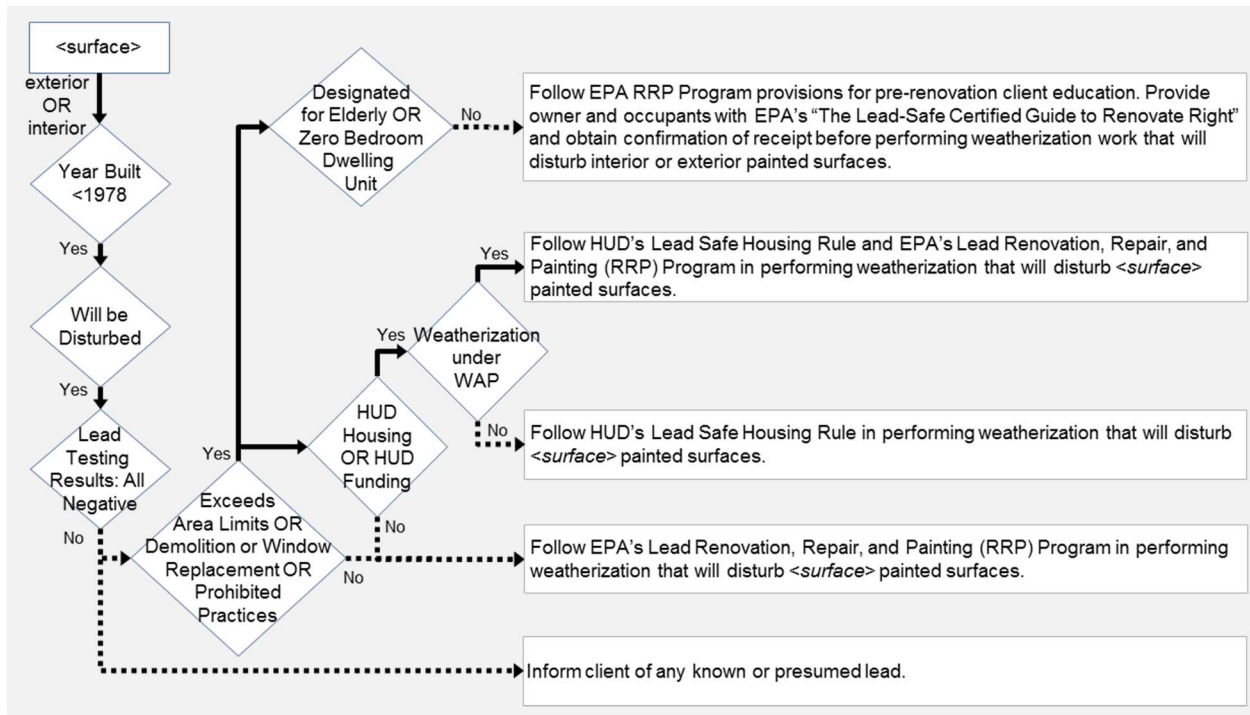 <surface>
exterior
OR
interior
Year Built
<1978
Yes
Will be
Disturbed
Yes
Lead
Testing
Results: All
Negative
No
Exceeds
Area Limits OR
Demolition or Window
Replacement OR
Prohibited
Practices
Yes
No
Designated
for Elderly OR
Zero Bedroom
Dwelling
Unit
No
Follow EPA RRP Program provisions for pre-renovation client education. Provide
owner and occupants with EPA's “The Lead-Safe Certified Guide to Renovate Right”
and obtain confirmation of receipt before performing weatherization work that will
disturb interior or exterior painted surfaces.
HUD
Housing
OR HUD
Funding
Yes
No
Weatherization
under
WAP
Yes
Follow HUD's Lead Safe Housing Rule and EPA's Lead Renovation, Repair, and
Painting (RRP) Program in performing weatherization that will disturb <surface>
painted surfaces.
No
Follow HUD's Lead Safe Housing Rule in performing weatherization that will disturb
<surface> painted surfaces.
Follow EPA's Lead Renovation, Repair, and Painting (RRP) Program in performing
weatherization that will disturb <surface> painted surfaces.
Inform client of any known or presumed lead.